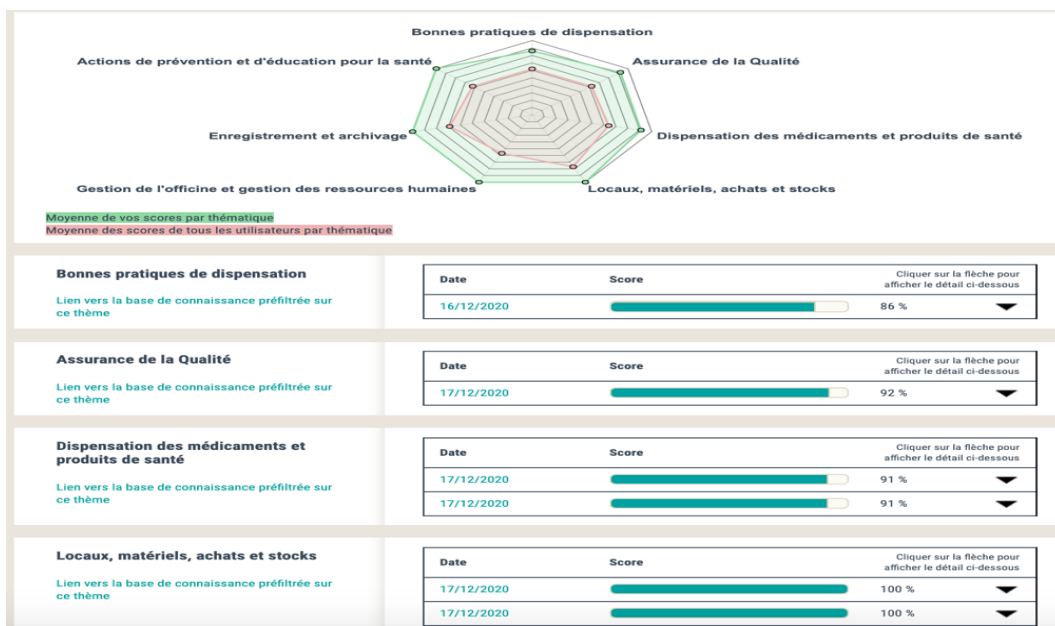 Bonnes pratiques de dispensation
Actions de prévention et d'éducation pour la santé
Assurance de la Qualité
Enregistrement et archivage
Dispensation des médicaments et produits de santé
Gestion de l'officine et gestion des ressources humaines
Locaux, matériels, achats et stocks
Moyenne de vos scores par thématique
Moyenne des scores de tous les utilisateurs par thématique
Bonnes pratiques de dispensation
Lien vers la base de connaissance préfiltrée sur
ce thème
Date Score Cliquer sur la flèche pour
afficher le détail ci-dessous
16/12/2020 86 %
Assurance de la Qualité
Lien vers la base de connaissance préfiltrée sur
ce thème
Date Score Cliquer sur la flèche pour
afficher le détail ci-dessous
17/12/2020 92 %
Dispensation des médicaments et
produits de santé
Lien vers la base de connaissance préfiltrée sur
ce thème
Date Score Cliquer sur la flèche pour
afficher le détail ci-dessous
17/12/2020 91 %
17/12/2020 91 %
Locaux, matériels, achats et stocks
Lien vers la base de connaissance préfiltrée sur
ce thème
Date Score Cliquer sur la flèche pour
afficher le détail ci-dessous
17/12/2020 100 %
17/12/2020 100 %